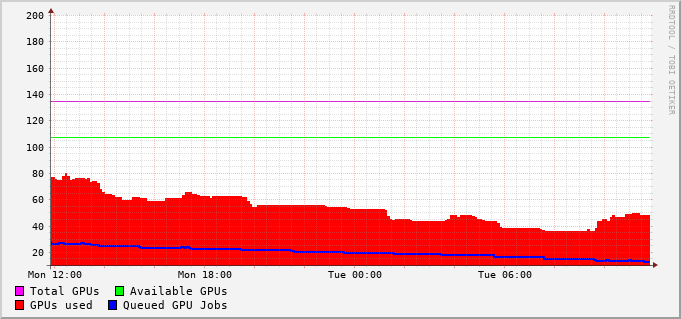 200
180
160
140
120
100
80
60
40
20
Mon 12:00 Mon 18:00 Tue 00:00 Tue 06:00
Total GPUs Available GPUs
GPUs used Queued GPU Jobs
RRDTOOL / TOBI OETIKER